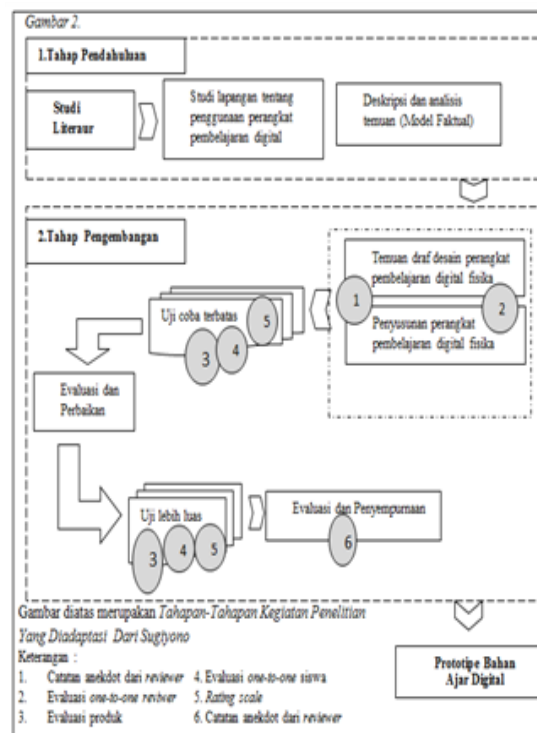 Gambar 2.
1.Tahap Pendahuluan
Studi
Literaur
Studi lapangan tentang
penggunaan perangkat
pembelajaran digital
Deskripsi dan analisis
temuan (Model Faktual)
2.Tahap Pengembangan
Temuan draf desain perangkat
pembelajaran digital fisika
1
2
Penyusunan perangkat
pembelajaran digital fisika
Uji coba terbatas
5
3
4
Evaluasi dan
Perbaikan
Uji lebih luas
3
4
5
Evaluasi dan Penyempurnaan
6
Gambar diatas merupakan Tahapan-Tahapan Kegiatan Penelitian
Yang Diadaptasi Dari Sugiyono
Keterangan :
1. Catatan anekdot dari reviewer 4. Evaluasi one-to-one siswa
2. Evaluasi one-to-one reviwer 5. Rating scale
3. Evaluasi produk 6. Catatan anekdot dari reviewer
Prototipe Bahan
Ajar Digital